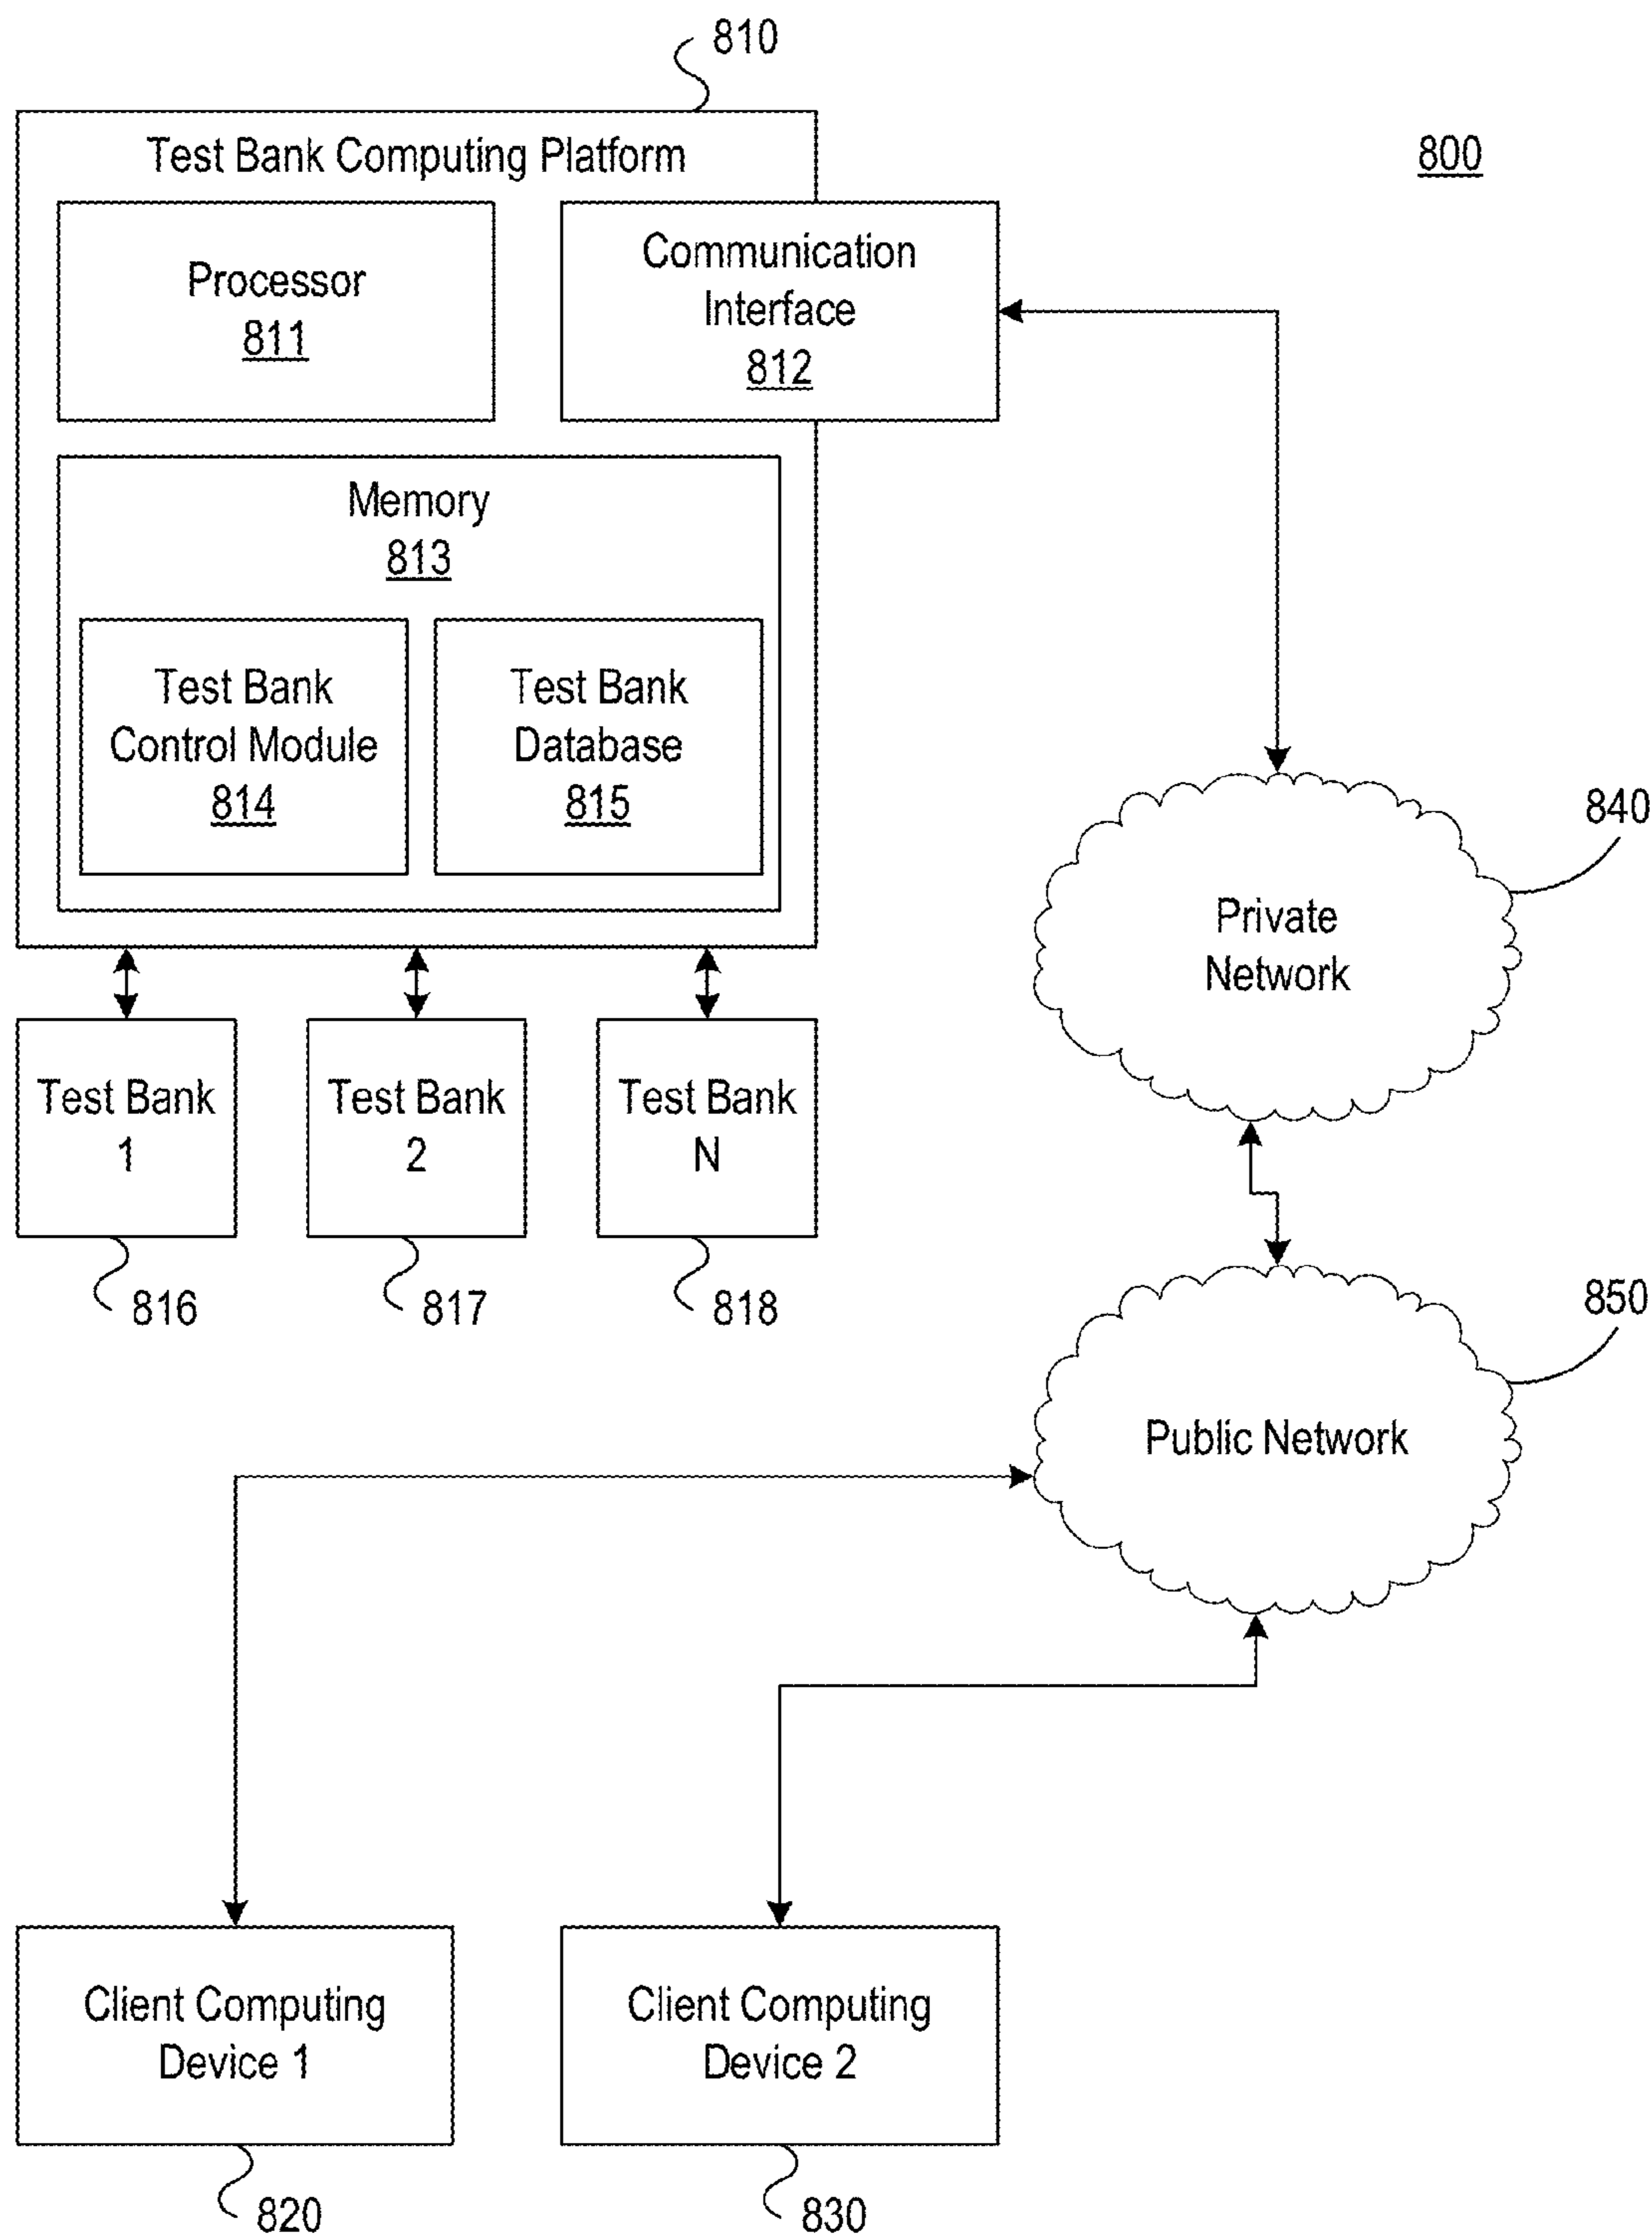 810
Test Bank Computing Platform
800
Processor
811
Communication
Interface
812
Memory
813
Test Bank
Control Module
814
Test Bank
Database
815
840
Private
Network
Test Bank
1
Test Bank
2
Test Bank
N
816
817
818
850
Public Network
Client Computing
Device 1
Client Computing
Device 2
820
830